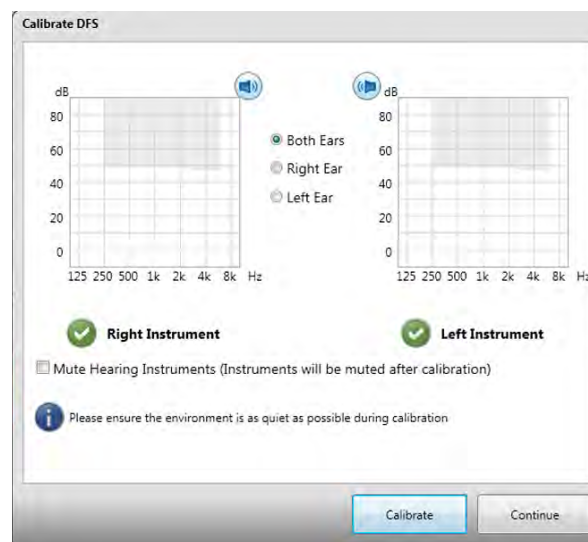 Calibrate DFS
dB
80
60
40
20
0
125 250 500 1k 2k 4k 8k Hz
Both Ears
Right Ear
Left Ear
dB
80
60
40
20
0
125 250 500 1k 2k 4k 8k Hz
Right Instrument
Left Instrument
Mute Hearing Instruments (Instruments will be muted after calibration)
Please ensure the environment is as quiet as possible during calibration
Calibrate
Continue